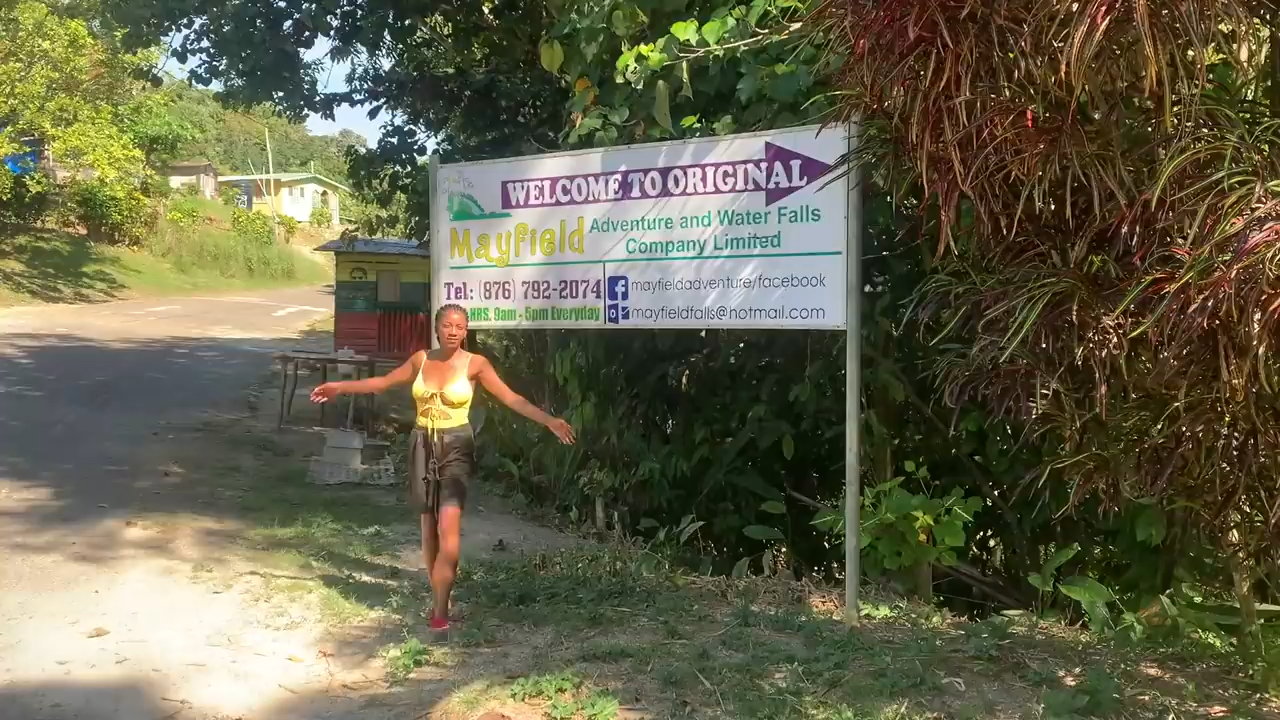 WELCOME TO ORIGINAL
Mayfield
Adventure and Water Falls
Company Limited
Tel: (876) 792-2074
HRS. 9am - 5pm Everyday
mayfieldadventure/facebook
mayfieldfalls@hotmail.com